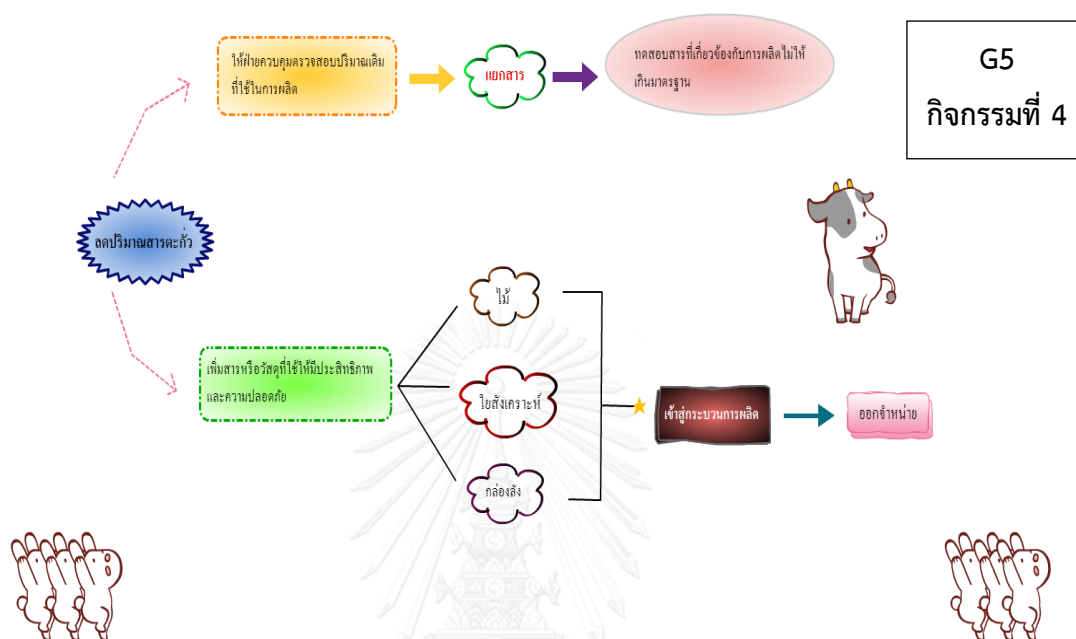 G5
กิจกรรมที่ 4
ให้ฝ่ายควบคุมตรวจสอบปริมาณเดิม
ที่ใช้ในการผลิต
แยกสาร
ทดสอบสารที่เกี่ยวข้องกับการผลิตไม่ให้
เกินมาตรฐาน
ลดปริมาณสารตะกั่ว
เพิ่มสารหรือวัสดุที่ใช้ให้มีประสิทธิภาพ
และความปลอดภัย
ไม้
ใยสังเคราะห์
กล่องลัง
เข้าสู่กระบวนการผลิต
ออกจำหน่าย